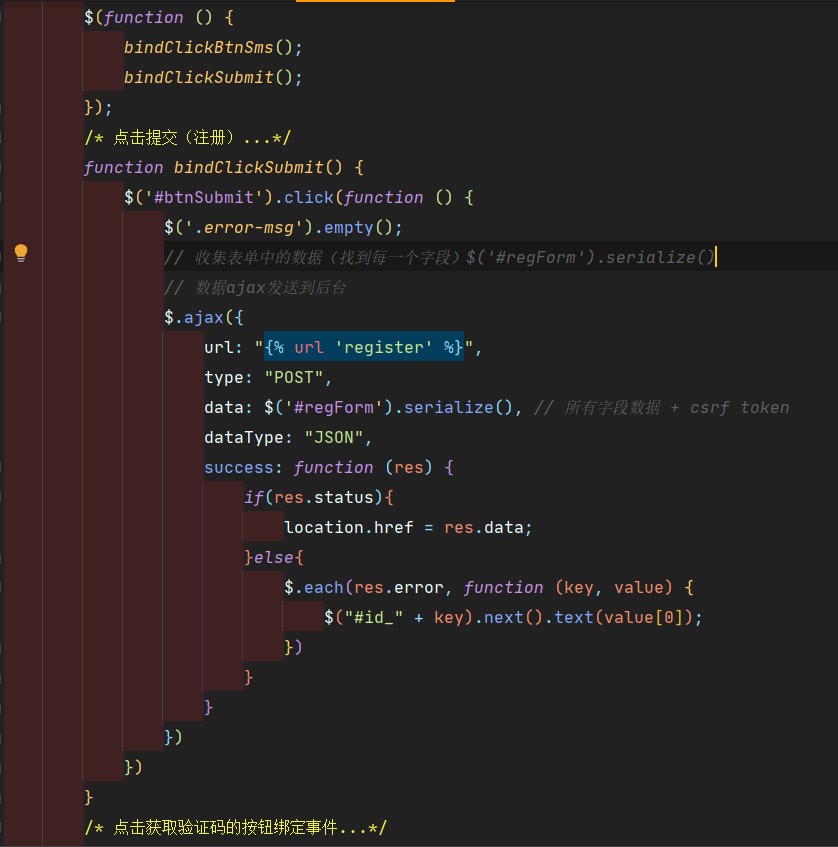 $(function () {
bindClickBtnSms();
bindClickSubmit();
});
/* 点击提交（注册）...*/
function bindClickSubmit() {
$('#btnSubmit').click(function () {
$('.error-msg').empty();
// 收集表单中的数据（找到每一个字段）$('#regForm').serialize()
// 数据ajax发送到后台
$.ajax({
url: "{% url 'register' %}",
type: "POST",
data: $('#regForm').serialize(), // 所有字段数据 + csrf token
dataType: "JSON",
success: function (res) {
if(res.status){
location.href = res.data;
}else{
$.each(res.error, function (key, value) {
$("#id_" + key).next().text(value[0]);
})
}
}
})
})
}
/* 点击获取验证码的按钮绑定事件...*/